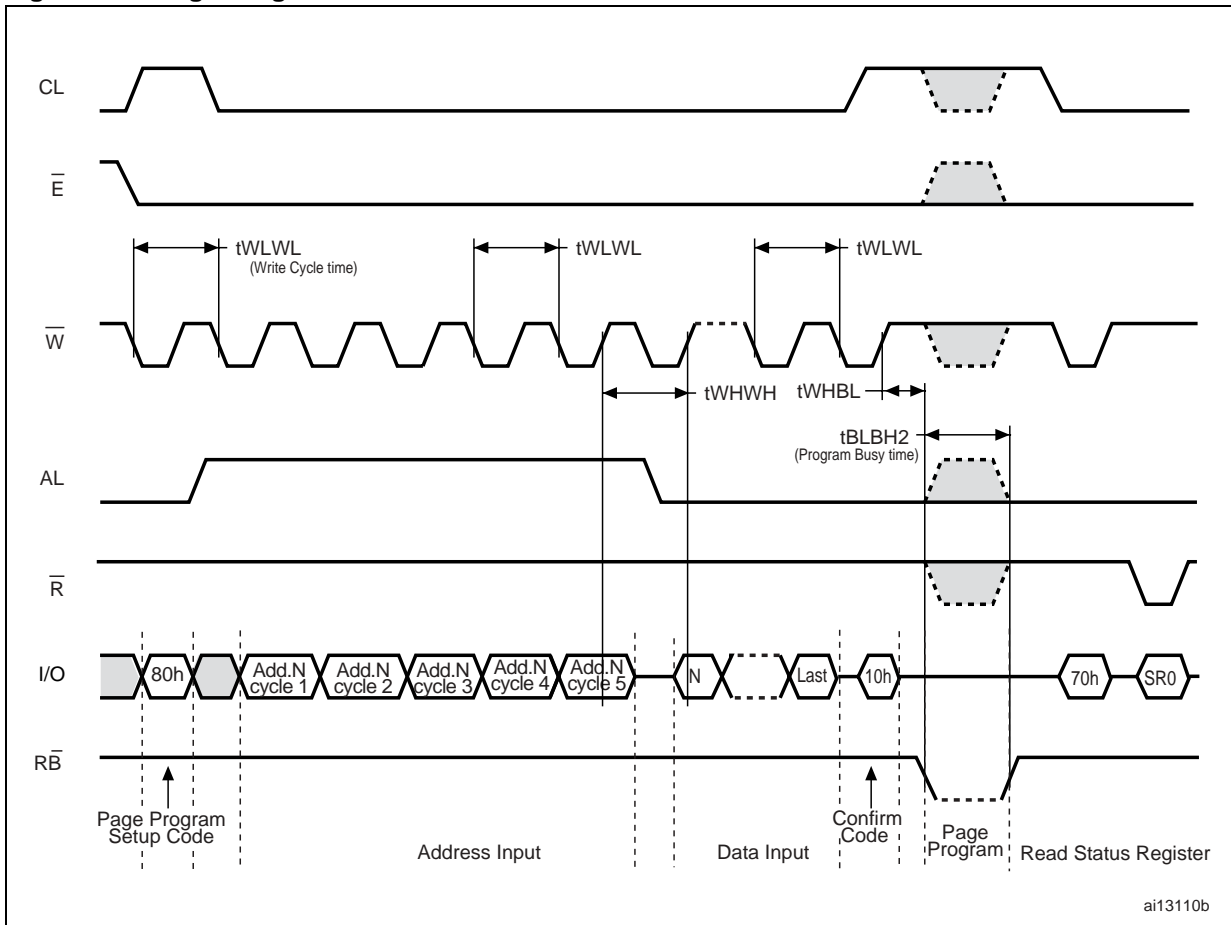 CL
E̅
tWLWL
(Write Cycle time)
tWLWL
tWLWL
W̅
tWHWH
tWHBL
tBLBH2
(Program Busy time)
AL
R̅
I/O
80h
Add.N
cycle 1
Add.N
cycle 2
Add.N
cycle 3
Add.N
cycle 4
Add.N
cycle 5
N
Last
10h
70h
SR0
RB̅
Page Program
Setup Code
Address Input
Data Input
Confirm
Code
Page
Program
Read Status Register
ai13110b